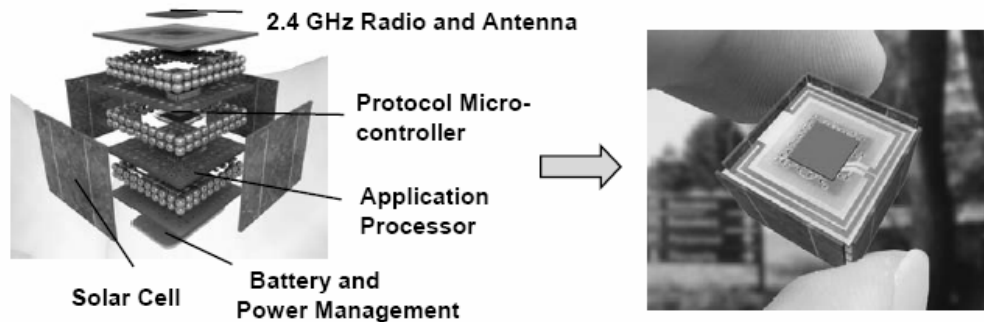 2.4 GHz Radio and Antenna
Protocol Micro-
controller
Application
Processor
Battery and
Power Management
Solar Cell